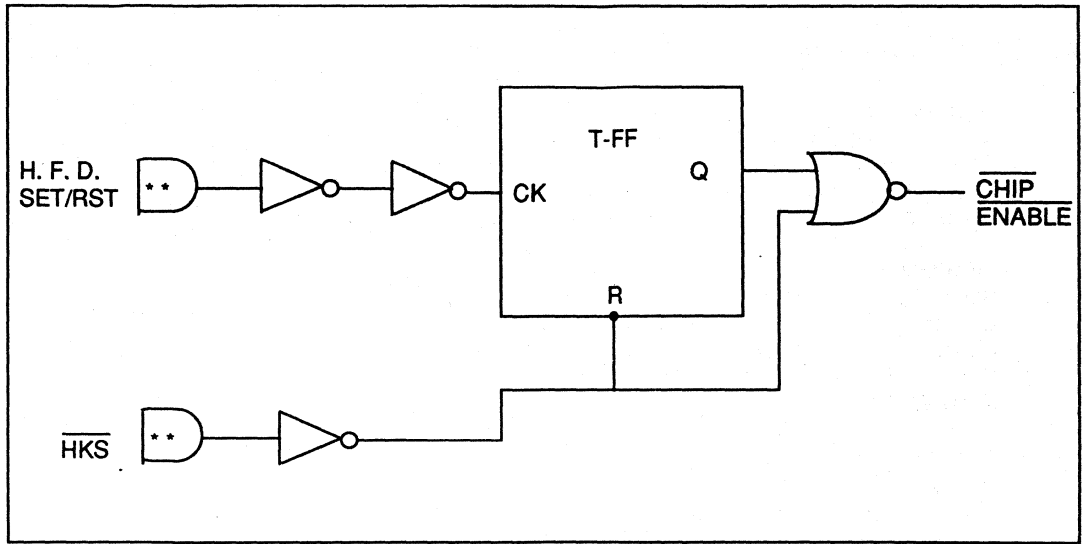 H. F. D.
SET/RST
* *
T-FF
Q
CK
R
CHIP
ENABLE
HKS
* *